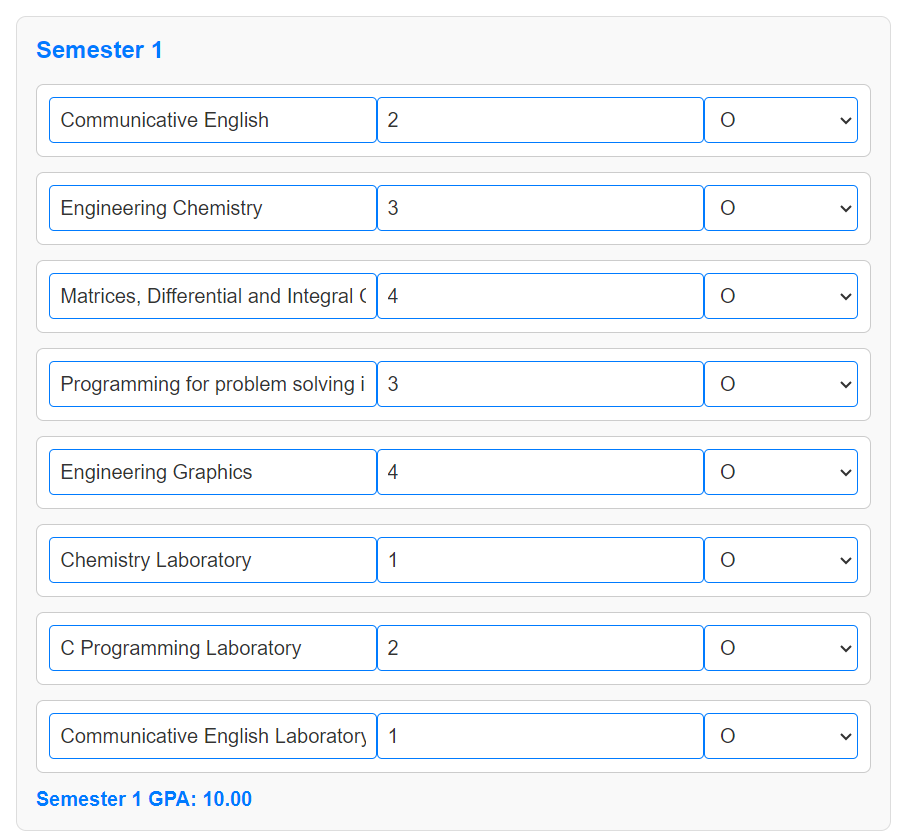 Semester 1
Communicative English 2 O
Engineering Chemistry 3 O
Matrices, Differential and Integral 4 O
Programming for problem solving i 3 O
Engineering Graphics 4 O
Chemistry Laboratory 1 O
C Programming Laboratory 2 O
Communicative English Laboratory 1 O
Semester 1 GPA: 10.00